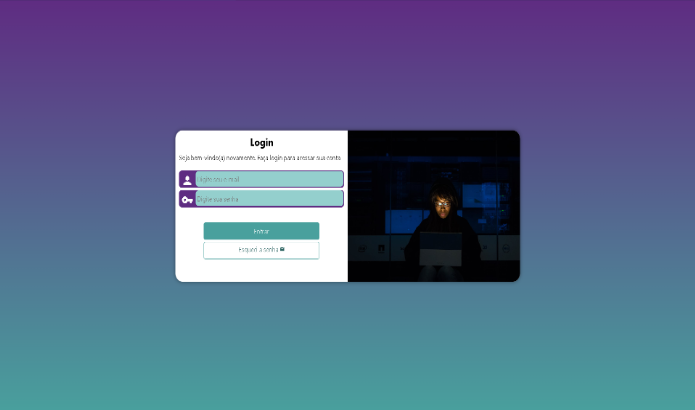 Login
Seja bem-vindo(a) novamente. Faça login para acessar sua conta.
Digite seu e-mail
Digite sua senha
Entrar
Esqueci a senha